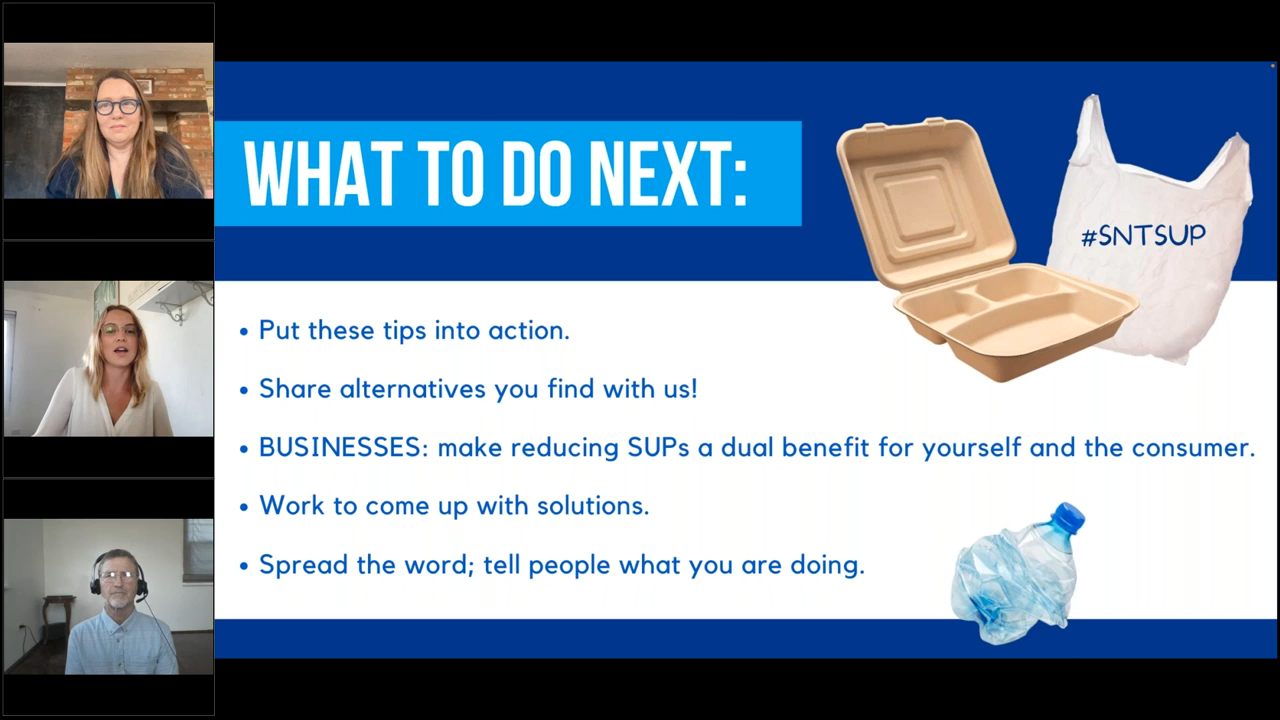 WHAT TO DO NEXT:
#SNTSUP
• Put these tips into action.
• Share alternatives you find with us!
• BUSINESSES: make reducing SUPs a dual benefit for yourself and the consumer.
• Work to come up with solutions.
• Spread the word; tell people what you are doing.